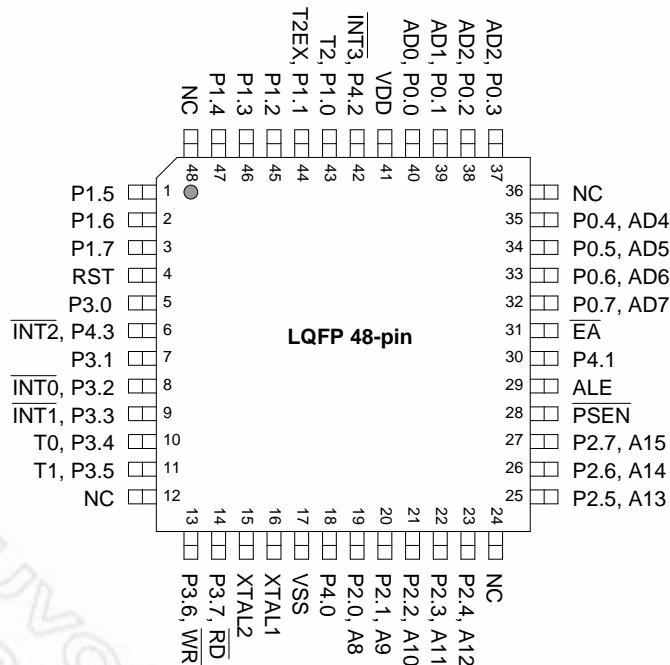 NC
P1.4
P1.3
P1.2
T2EX, P1.1
T2, P1.0
INT3, P4.2
VDD
AD0, P0.0
AD1, P0.1
AD2, P0.2
AD2, P0.3
48
47
46
45
44
43
42
41
40
39
38
37
P1.5 1
P1.6 2
P1.7 3
RST 4
P3.0 5
INT2, P4.3 6
P3.1 7
INT0, P3.2 8
INT1, P3.3 9
T0, P3.4 10
T1, P3.5 11
NC 12
LQFP 48-pin
36 NC
35 P0.4, AD4
34 P0.5, AD5
33 P0.6, AD6
32 P0.7, AD7
31 EA
30 P4.1
29 ALE
28 PSEN
27 P2.7, A15
26 P2.6, A14
25 P2.5, A13
13
14
15
16
17
18
19
20
21
22
23
24
P3.6, WR
P3.7, RD
XTAL2
XTAL1
VSS
P4.0
P2.0, A8
P2.1, A9
P2.2, A10
P2.3, A11
P2.4, A12
NC